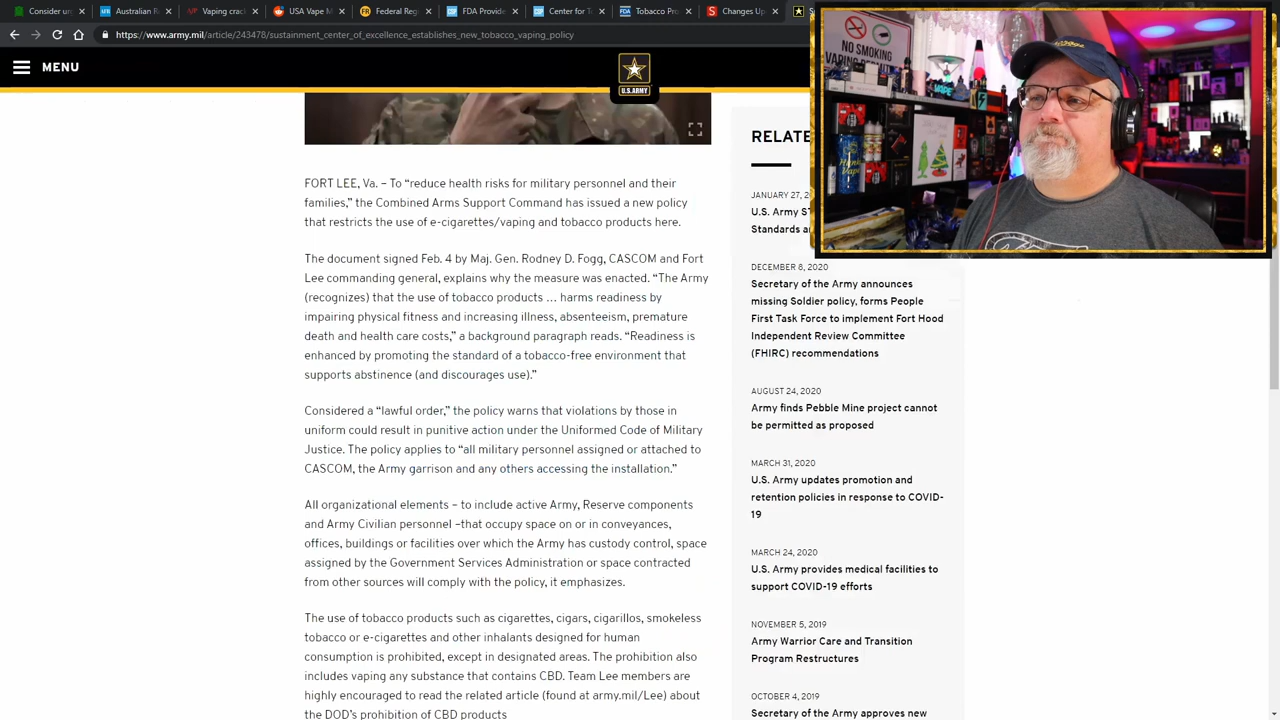 Consider us
Vaping cra
USA Vape M
Federal Reg
FDA Provide
Center for T
Tobacco Pro
Changes Up
https://www.army.mil/article/243478/sustainment_center_of_excellence_establishes_new_tobacco_vaping_policy
MENU
U.S.ARMY
NO SMOKING
FORT LEE, Va. – To “reduce health risks for military personnel and their
families,” the Combined Arms Support Command has issued a new policy
that restricts the use of e-cigarettes/vaping and tobacco products here.
The document signed Feb. 4 by Maj. Gen. Rodney D. Fogg, CASCOM and Fort
Lee commanding general, explains why the measure was enacted. “The Army
(recognizes) that the use of tobacco products … harms readiness by
impairing physical fitness and increasing illness, absenteeism, premature
death and health care costs,” a background paragraph reads. “Readiness is
enhanced by promoting the standard of a tobacco-free environment that
supports abstinence (and discourages use).”
Considered a “lawful order,” the policy warns that violations by those in
uniform could result in punitive action under the Uniformed Code of Military
Justice. The policy applies to “all military personnel assigned or attached to
CASCOM, the Army garrison and any others accessing the installation.”
All organizational elements – to include active Army, Reserve components
and Army Civilian personnel –that occupy space on or in conveyances,
offices, buildings or facilities over which the Army has custody control, space
assigned by the Government Services Administration or space contracted
from other sources will comply with the policy, it emphasizes.
The use of tobacco products such as cigarettes, cigars, cigarillos, smokeless
tobacco or e-cigarettes and other inhalants designed for human
consumption is prohibited, except in designated areas. The prohibition also
includes vaping any substance that contains CBD. Team Lee members are
highly encouraged to read the related article (found at army.mil/Lee) about
the DOD’s prohibition of CBD products
RELATE
JANUARY 27, 2
U.S. Army ST
Standards a
DECEMBER 8, 2020
Secretary of the Army announces
missing Soldier policy, forms People
First Task Force to implement Fort Hood
Independent Review Committee
(FHIRC) recommendations
AUGUST 24, 2020
Army finds Pebble Mine project cannot
be permitted as proposed
MARCH 31, 2020
U.S. Army updates promotion and
retention policies in response to COVID-
19
MARCH 24, 2020
U.S. Army provides medical facilities to
support COVID-19 efforts
NOVEMBER 5, 2019
Army Warrior Care and Transition
Program Restructures
OCTOBER 4, 2019
Secretary of the Army approves new